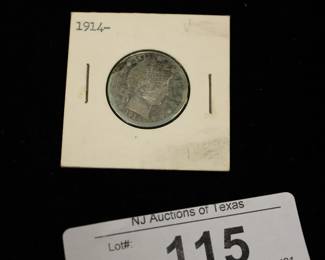 1914-
NJ Auctions of Texas
Lot#: 115